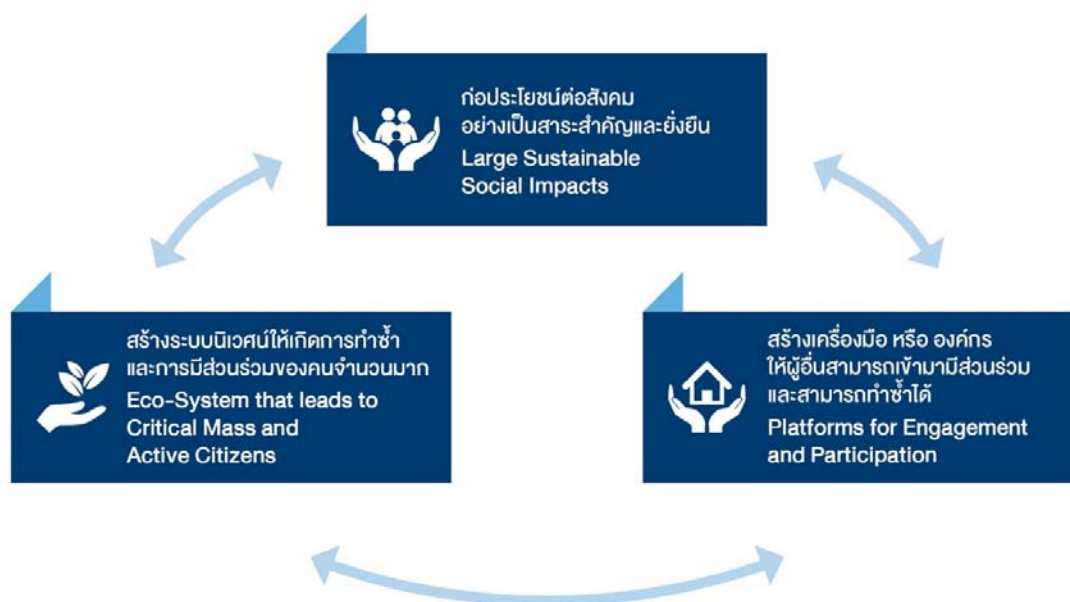 ก่อประโยชน์ต่อสังคม
อย่างเป็นสาระสำคัญและยั่งยืน
Large Sustainable
Social Impacts
สร้างระบบนิเวศน์ให้เกิดการทำซ้ำ
และการมีส่วนร่วมของคนจำนวนมาก
Eco-System that leads to
Critical Mass and
Active Citizens
สร้างเครื่องมือ หรือ องค์กร
ให้ผู้อื่นสามารถเข้ามามีส่วนร่วม
และสามารถทำซ้ำได้
Platforms for Engagement
and Participation